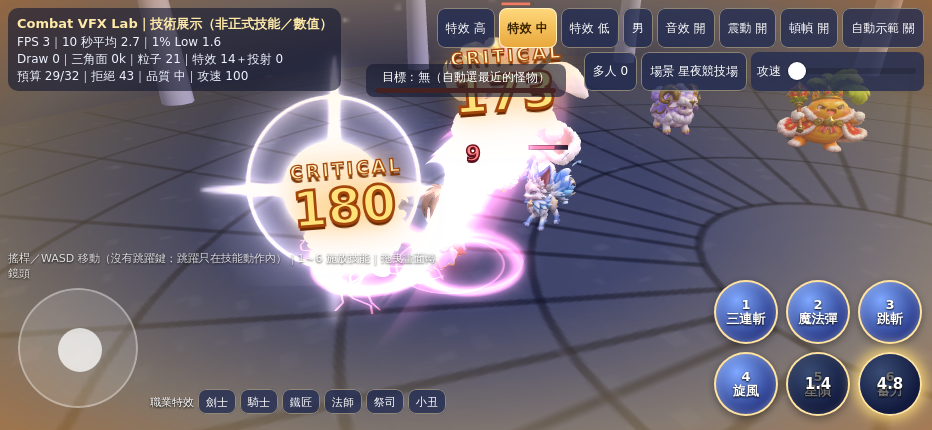 Combat VFX Lab｜技術展示（非正式技能／數值）
FPS 3｜10 秒平均 2.7｜1% Low 1.6
Draw 0｜三角面 0k｜粒子 21｜特效 14＋投射 0
預算 29/32｜拒絕 43｜品質 中｜攻速 100
特效 高
特效 中
特效 低
男
音效 開
震動 開
頓幀 開
自動示範 關
目標：無（自動選最近的怪物）
多人 0
場景 星夜競技場
攻速
CRITICAL
173
9
CRITICAL
180
搖桿／WASD 移動（沒有跳躍鍵；跳躍只在技能動作內）｜1～6 施放技能｜拖曳畫面轉
鏡頭
1
三連斬
2
魔法彈
3
跳斬
4
旋風
1.4
星隕
4.8
蓄力
職業特效
劍士
騎士
鐵匠
法師
祭司
小丑